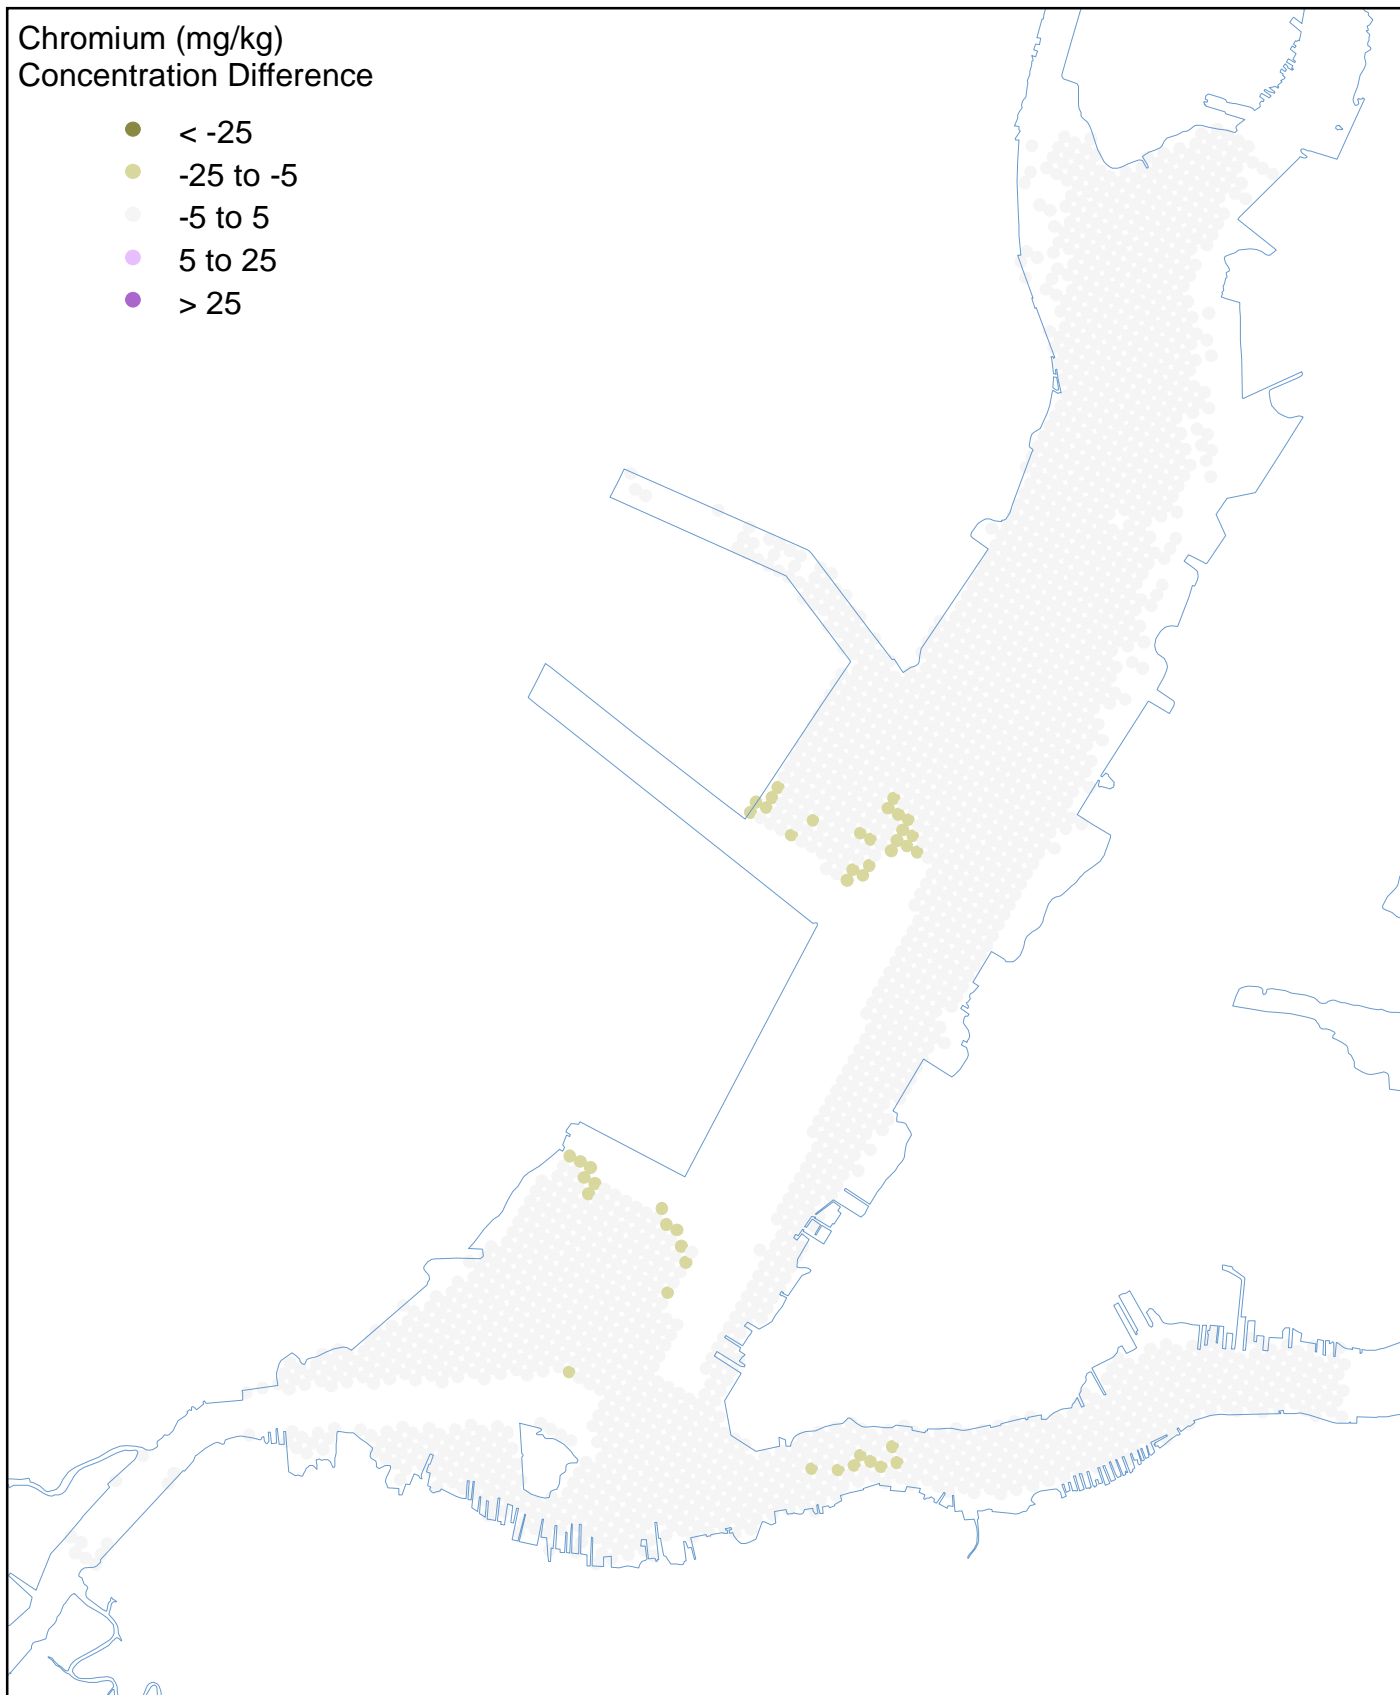 Chromium (mg/kg)
Concentration Difference
< -25
-25 to -5
-5 to 5
5 to 25
> 25